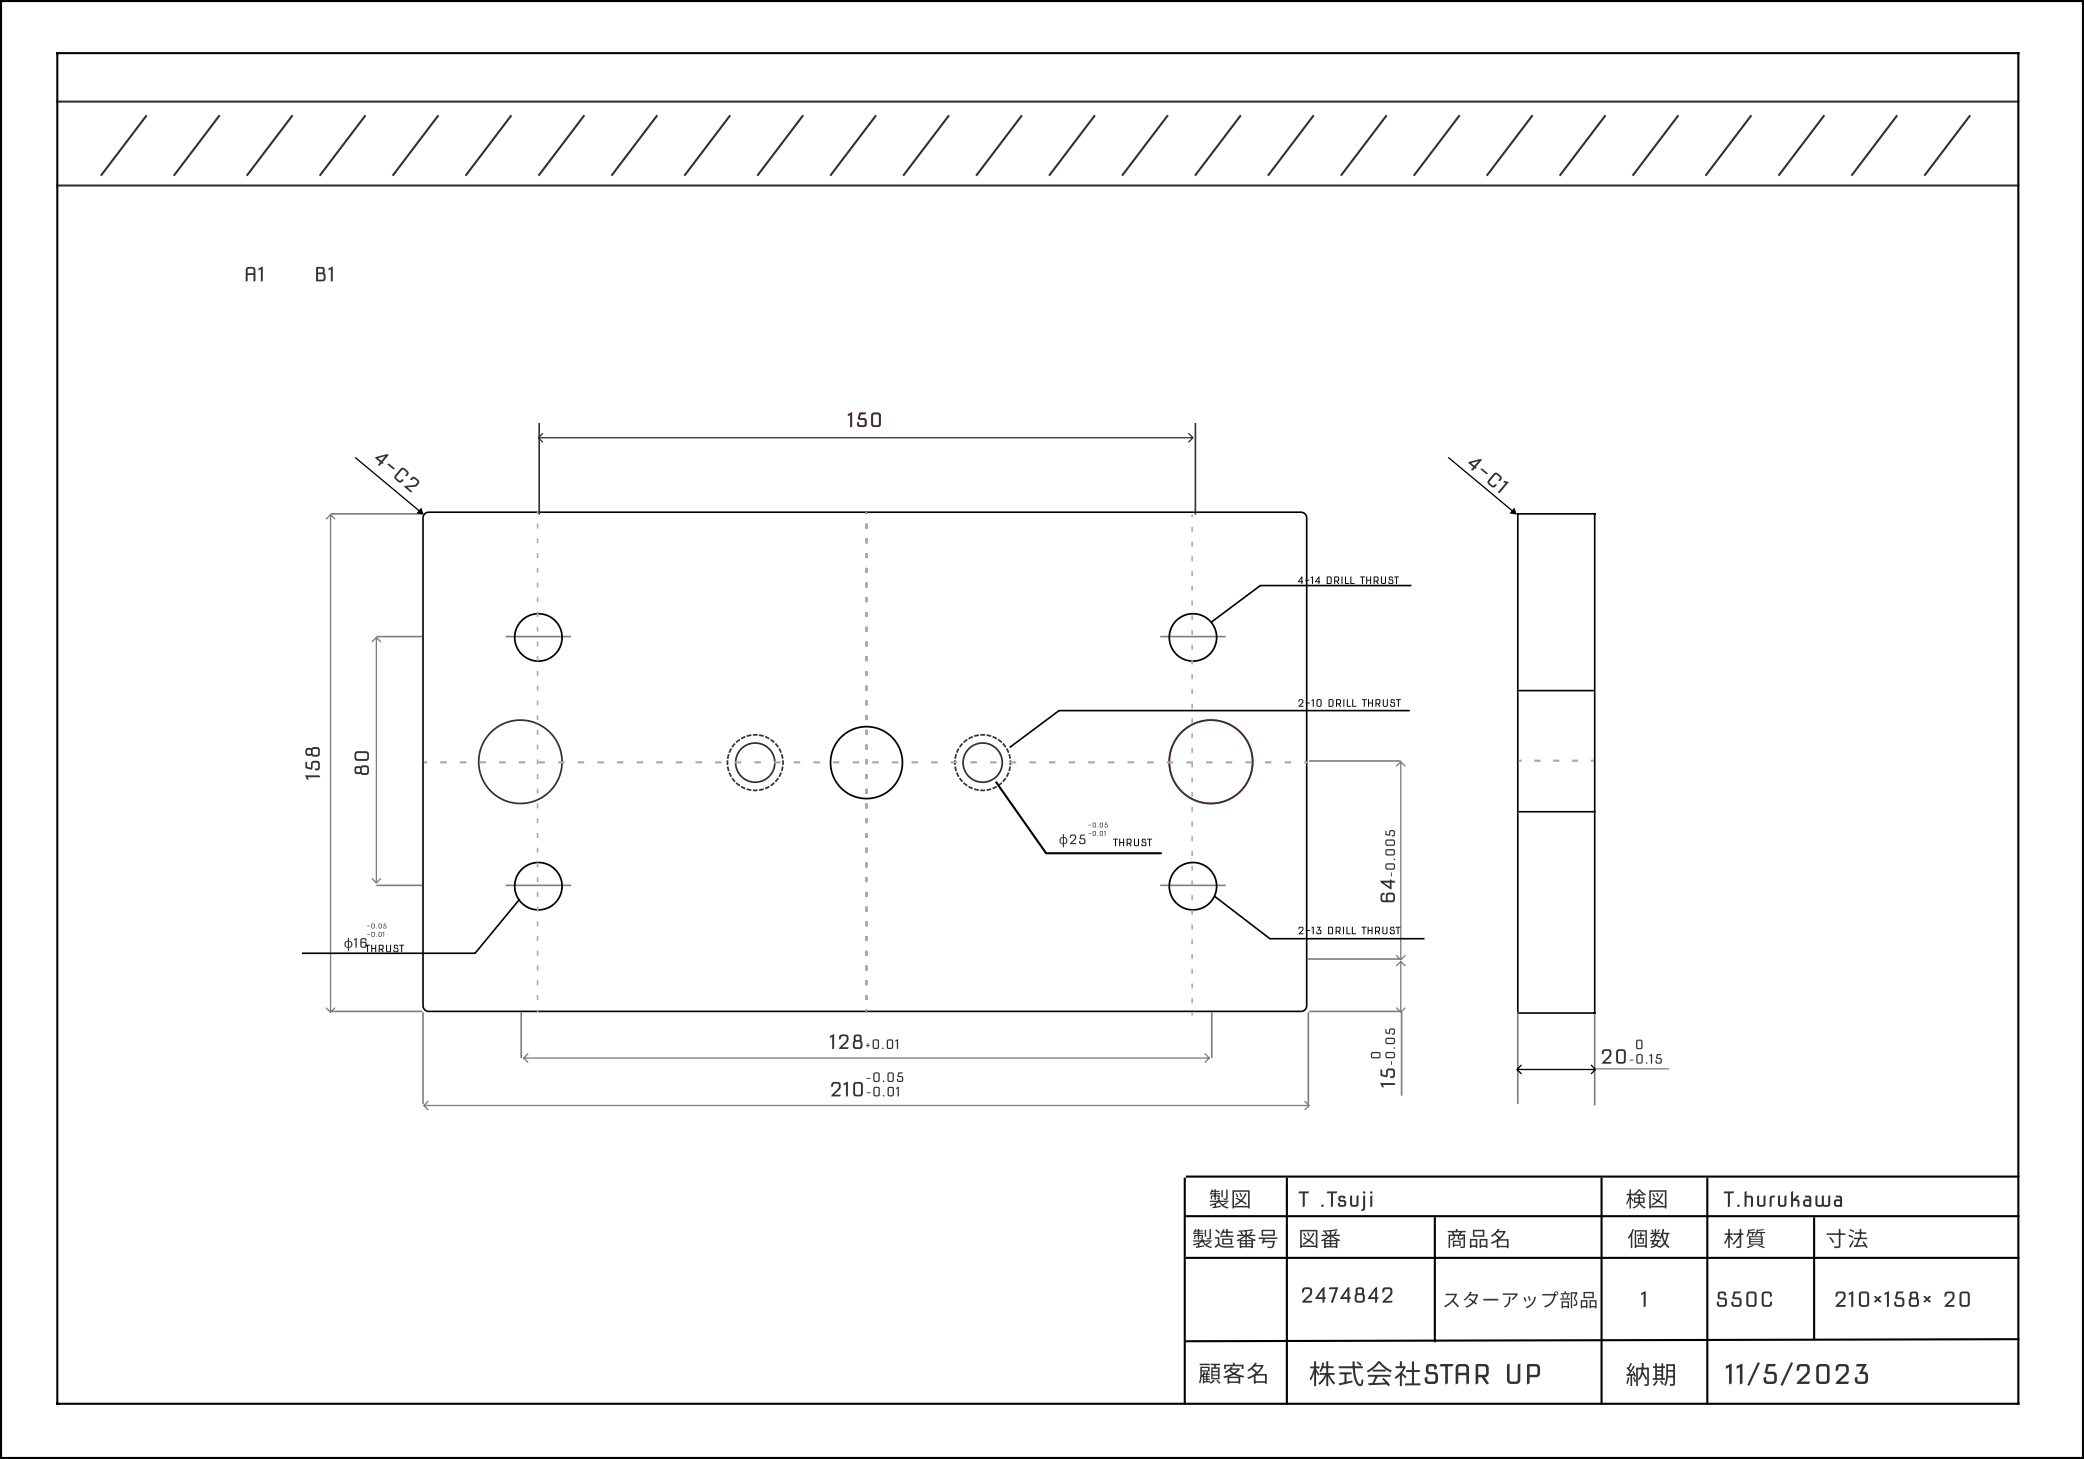 A1 B1
150
4-C2
4-C1
4-14 DRILL THRUST
2-10 DRILL THRUST
158
80
φ25 -0.05 -0.01 THRUST
64-0.005
φ16 -0.05 -0.01 THRUST
2-13 DRILL THRUST
128+0.01
210 -0.05 -0.01
15 0 -0.05
20 0 -0.15
製図 T .Tsuji 検図 T.hurukawa
製造番号 図番 商品名 個数 材質 寸法
2474842 スターアップ部品 1 S50C 210×158× 20
顧客名 株式会社STAR UP 納期 11/5/2023